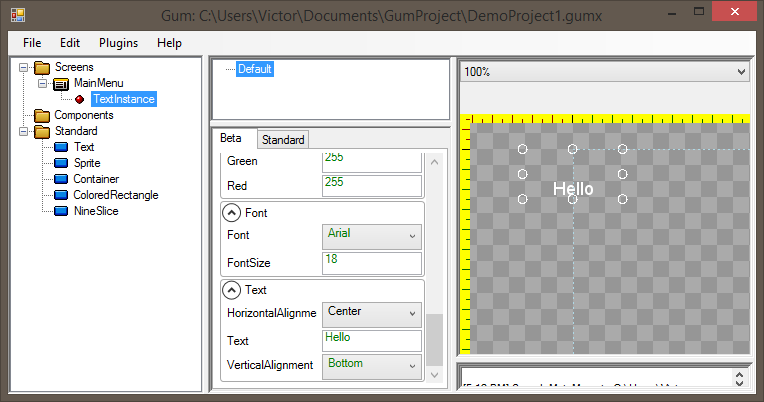 Gum: C:\Users\Victor\Documents\GumProject\DemoProject1.gumx
File Edit Plugins Help
Screens
MainMenu
TextInstance
Components
Standard
Text
Sprite
Container
ColoredRectangle
NineSlice
Default
Beta Standard
Green 255
Red 255
Font
Font Arial
FontSize 18
Text
HorizontalAlignme Center
Text Hello
VerticalAlignment Bottom
100%
Hello